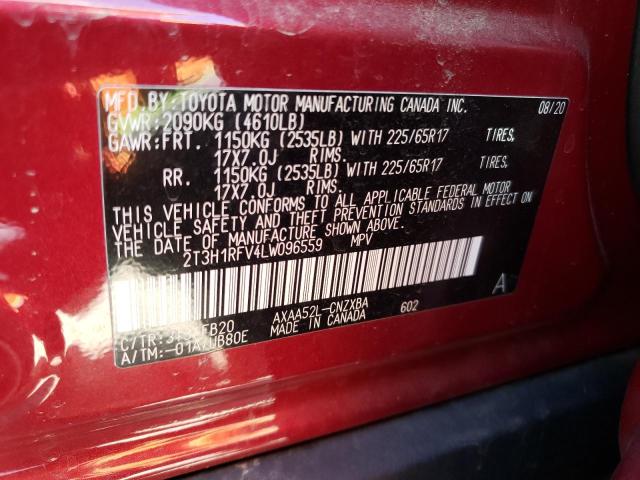 MFD.BY:TOYOTA MOTOR MANUFACTURING CANADA INC. 08/20
GVWR:2090KG (4610LB)
GAWR:FRT. 1150KG (2535LB) WITH 225/65R17 TIRES,
17X7.0J RIMS.
RR. 1150KG (2535LB) WITH 225/65R17 TIRES,
17X7.0J RIMS.
THIS VEHICLE CONFORMS TO ALL APPLICABLE FEDERAL MOTOR
VEHICLE SAFETY AND THEFT PREVENTION STANDARDS IN EFFECT ON
THE DATE OF MANUFACTURE SHOWN ABOVE.
2T3H1RFV4LW096559 MPV
A
AXAA52L-CNZXBA 602
C/TR: MADE IN CANADA
A/TM: